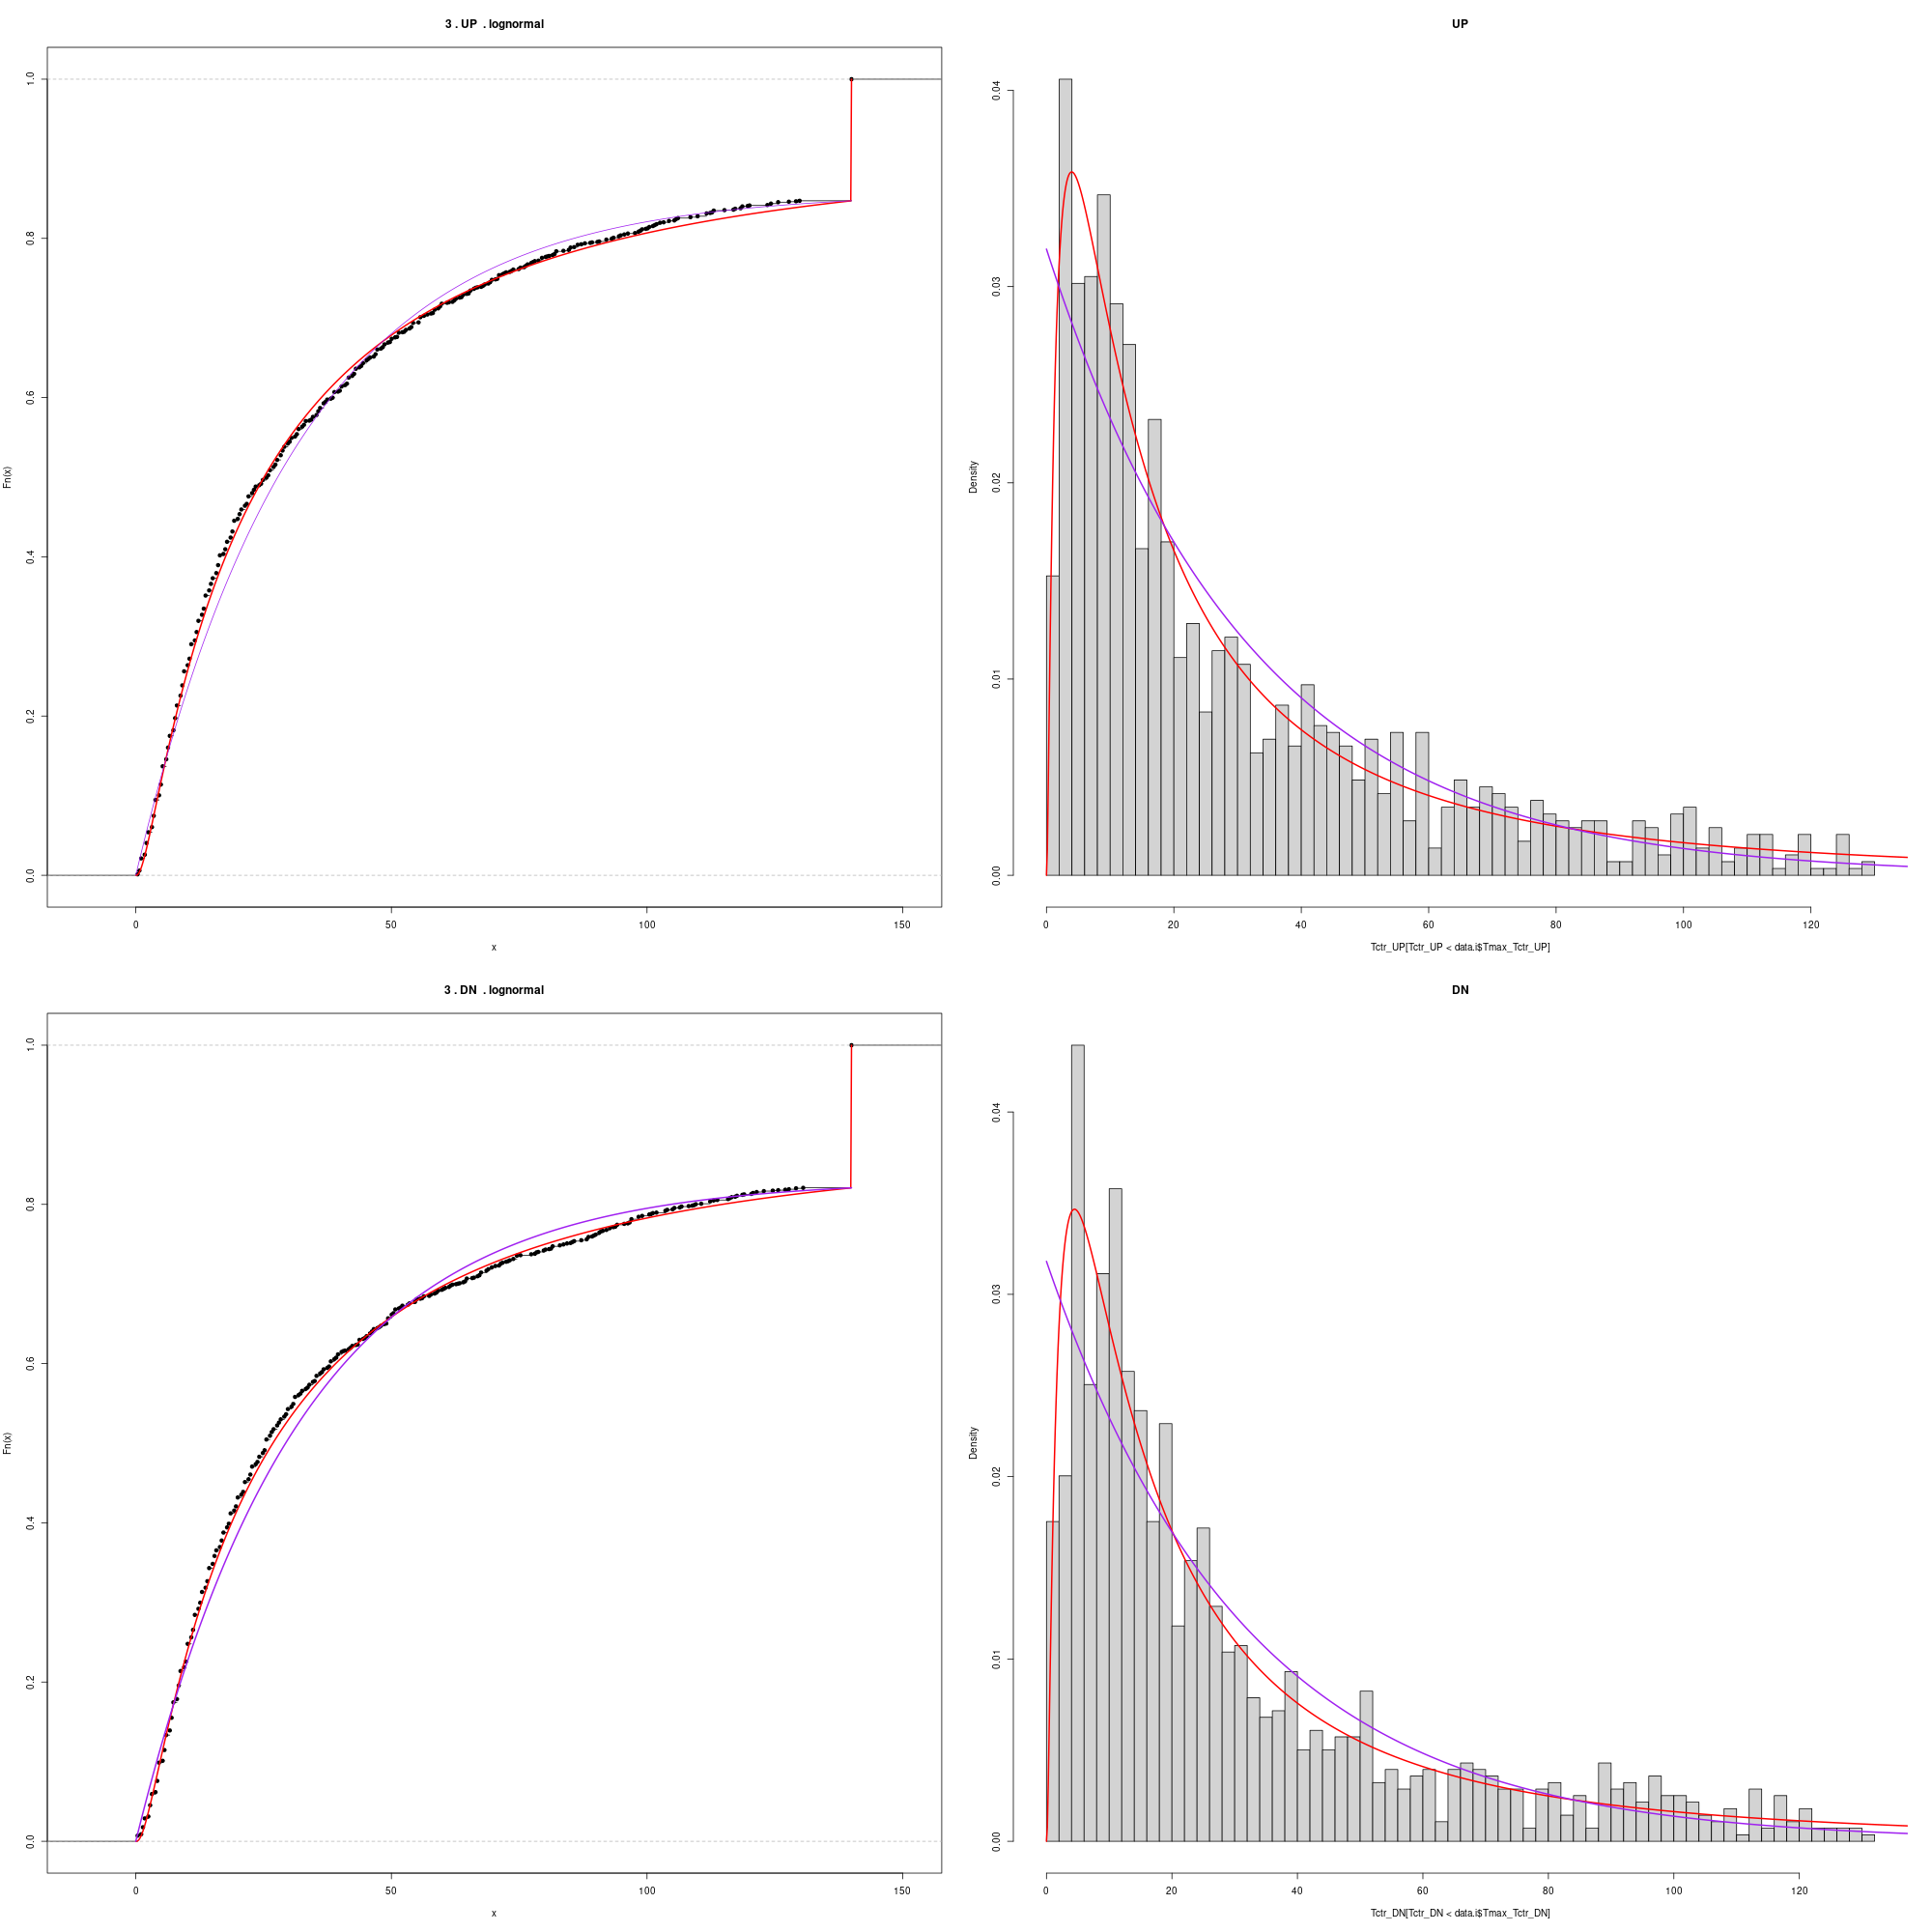 3 . UP  . lognormal
Fn(x)
1.0
0.8
0.6
0.4
0.2
0.0
0 50 100 150
x
UP
Density
0.04
0.03
0.02
0.01
0.00
0 20 40 60 80 100 120
Tctr_UP[Tctr_UP < data.i$Tmax_Tctr_UP]
3 . DN  . lognormal
Fn(x)
1.0
0.8
0.6
0.4
0.2
0.0
0 50 100 150
x
DN
Density
0.04
0.03
0.02
0.01
0.00
0 20 40 60 80 100 120
Tctr_DN[Tctr_DN < data.i$Tmax_Tctr_DN]